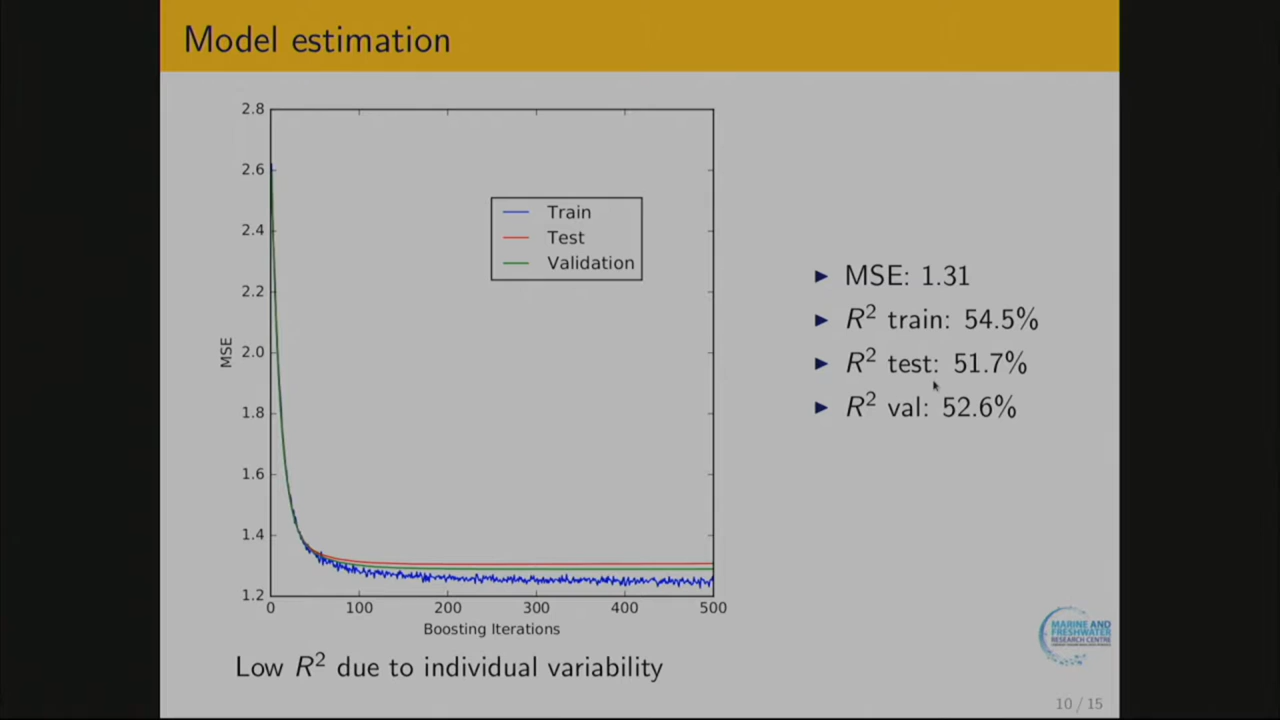 Model estimation
2.8
2.6
2.4
2.2
2.0
1.8
1.6
1.4
1.2
MSE
0 100 200 300 400 500
Boosting Iterations
Train
Test
Validation
▶ MSE: 1.31
▶ R² train: 54.5%
▶ R² test: 51.7%
▶ R² val: 52.6%
Low R² due to individual variability
MARINE AND
FRESHWATER
RESEARCH CENTRE
10 / 15